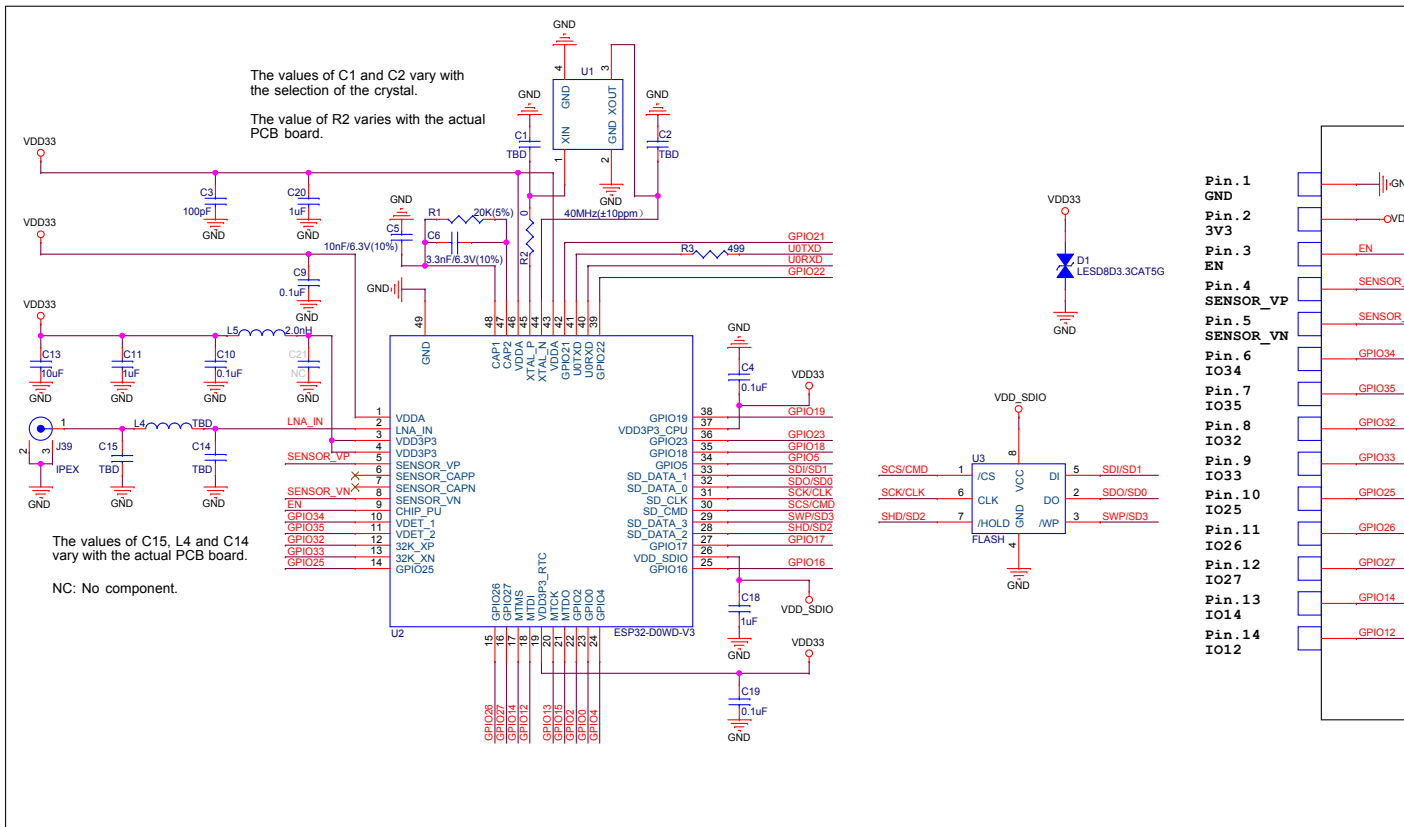 The values of C1 and C2 vary with
the selection of the crystal.
The value of R2 varies with the actual
PCB board.
GND
GND
4
3
U1
GND
XOUT
XIN
GND
1
2
GND
GND
C1
TBD
GND
C2
TBD
40MHz(±10ppm）
VDD33
C3
100pF
GND
C20
1uF
GND
VDD33
GND
C5
10nF/6.3V(10%)
R1
20K(5%)
C6
3.3nF/6.3V(10%)
R2
0
GPIO21
R3
499
U0TXD
U0RXD
GPIO22
C9
0.1uF
GND
GND
VDD33
L5
2.0nH
C13
10uF
GND
C11
1uF
GND
C10
0.1uF
GND
C21
NC
GND
1
2
3
J39
IPEX
GND
L4
TBD
LNA_IN
C15
TBD
GND
C14
TBD
GND
SENSOR_VP
SENSOR_VN
EN
GPIO34
GPIO35
GPIO32
GPIO33
GPIO25
The values of C15, L4 and C14
vary with the actual PCB board.
NC: No component.
49
GND
48 CAP1
47 CAP2
46 VDDA
45 XTAL_P
44 XTAL_N
43 VDDA
42 GPIO21
41 U0TXD
40 U0RXD
39 GPIO22
1 VDDA
2 LNA_IN
3 VDD3P3
4 VDD3P3
5 SENSOR_VP
6 SENSOR_CAPP
7 SENSOR_CAPN
8 SENSOR_VN
9 CHIP_PU
10 VDET_1
11 VDET_2
12 32K_XP
13 32K_XN
14 GPIO25
GPIO19 38 GPIO19
VDD3P3_CPU 37
GPIO23 36 GPIO23
GPIO18 35 GPIO18
GPIO5 34 GPIO5
SD_DATA_1 33 SDI/SD1
SD_DATA_0 32 SDO/SD0
SD_CLK 31 SCK/CLK
SD_CMD 30 SCS/CMD
SD_DATA_3 29 SWP/SD3
SD_DATA_2 28 SHD/SD2
GPIO17 27 GPIO17
VDD_SDIO 26
GPIO16 25 GPIO16
GPIO26 15 GPIO26
GPIO27 16 GPIO27
MTMS 17 GPIO14
MTDI 18 GPIO12
VDD3P3_RTC 19
MTCK 20 GPIO13
MTDO 21 GPIO15
GPIO2 22 GPIO2
GPIO0 23 GPIO0
GPIO4 24 GPIO4
U2
ESP32-D0WD-V3
GND
C4
0.1uF
VDD33
C18
1uF
GND
VDD_SDIO
VDD33
C19
0.1uF
GND
VDD33
D1
LESD8D3.3CAT5G
GND
VDD_SDIO
8
U3
SCS/CMD 1 /CS
SCK/CLK 6 CLK
SHD/SD2 7 /HOLD
VCC
GND
DI 5 SDI/SD1
DO 2 SDO/SD0
/WP 3 SWP/SD3
FLASH
4
GND
Pin.1
GND
Pin.2
3V3
Pin.3
EN
Pin.4
SENSOR_VP
Pin.5
SENSOR_VN
Pin.6
IO34
Pin.7
IO35
Pin.8
IO32
Pin.9
IO33
Pin.10
IO25
Pin.11
IO26
Pin.12
IO27
Pin.13
IO14
Pin.14
IO12
EN
SENSOR_
SENSOR_
GPIO34
GPIO35
GPIO32
GPIO33
GPIO25
GPIO26
GPIO27
GPIO14
GPIO12